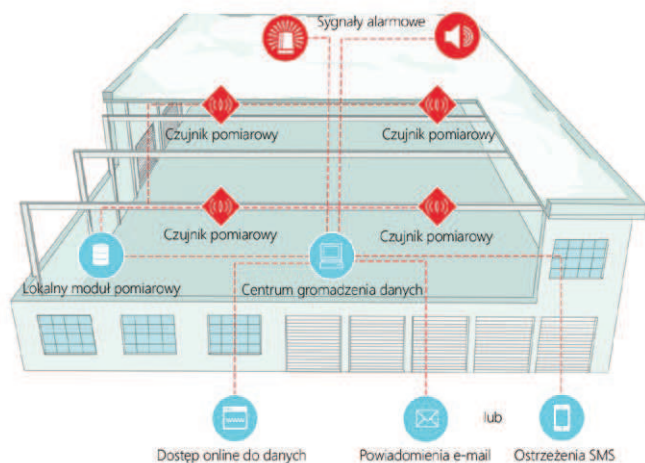 Sygnały alarmowe
Czujnik pomiarowy
Czujnik pomiarowy
Czujnik pomiarowy
Czujnik pomiarowy
Lokalny moduł pomiarowy
Centrum gromadzenia danych
www
lub
Dostęp online do danych
Powiadomienia e-mail
Ostrzeżenia SMS